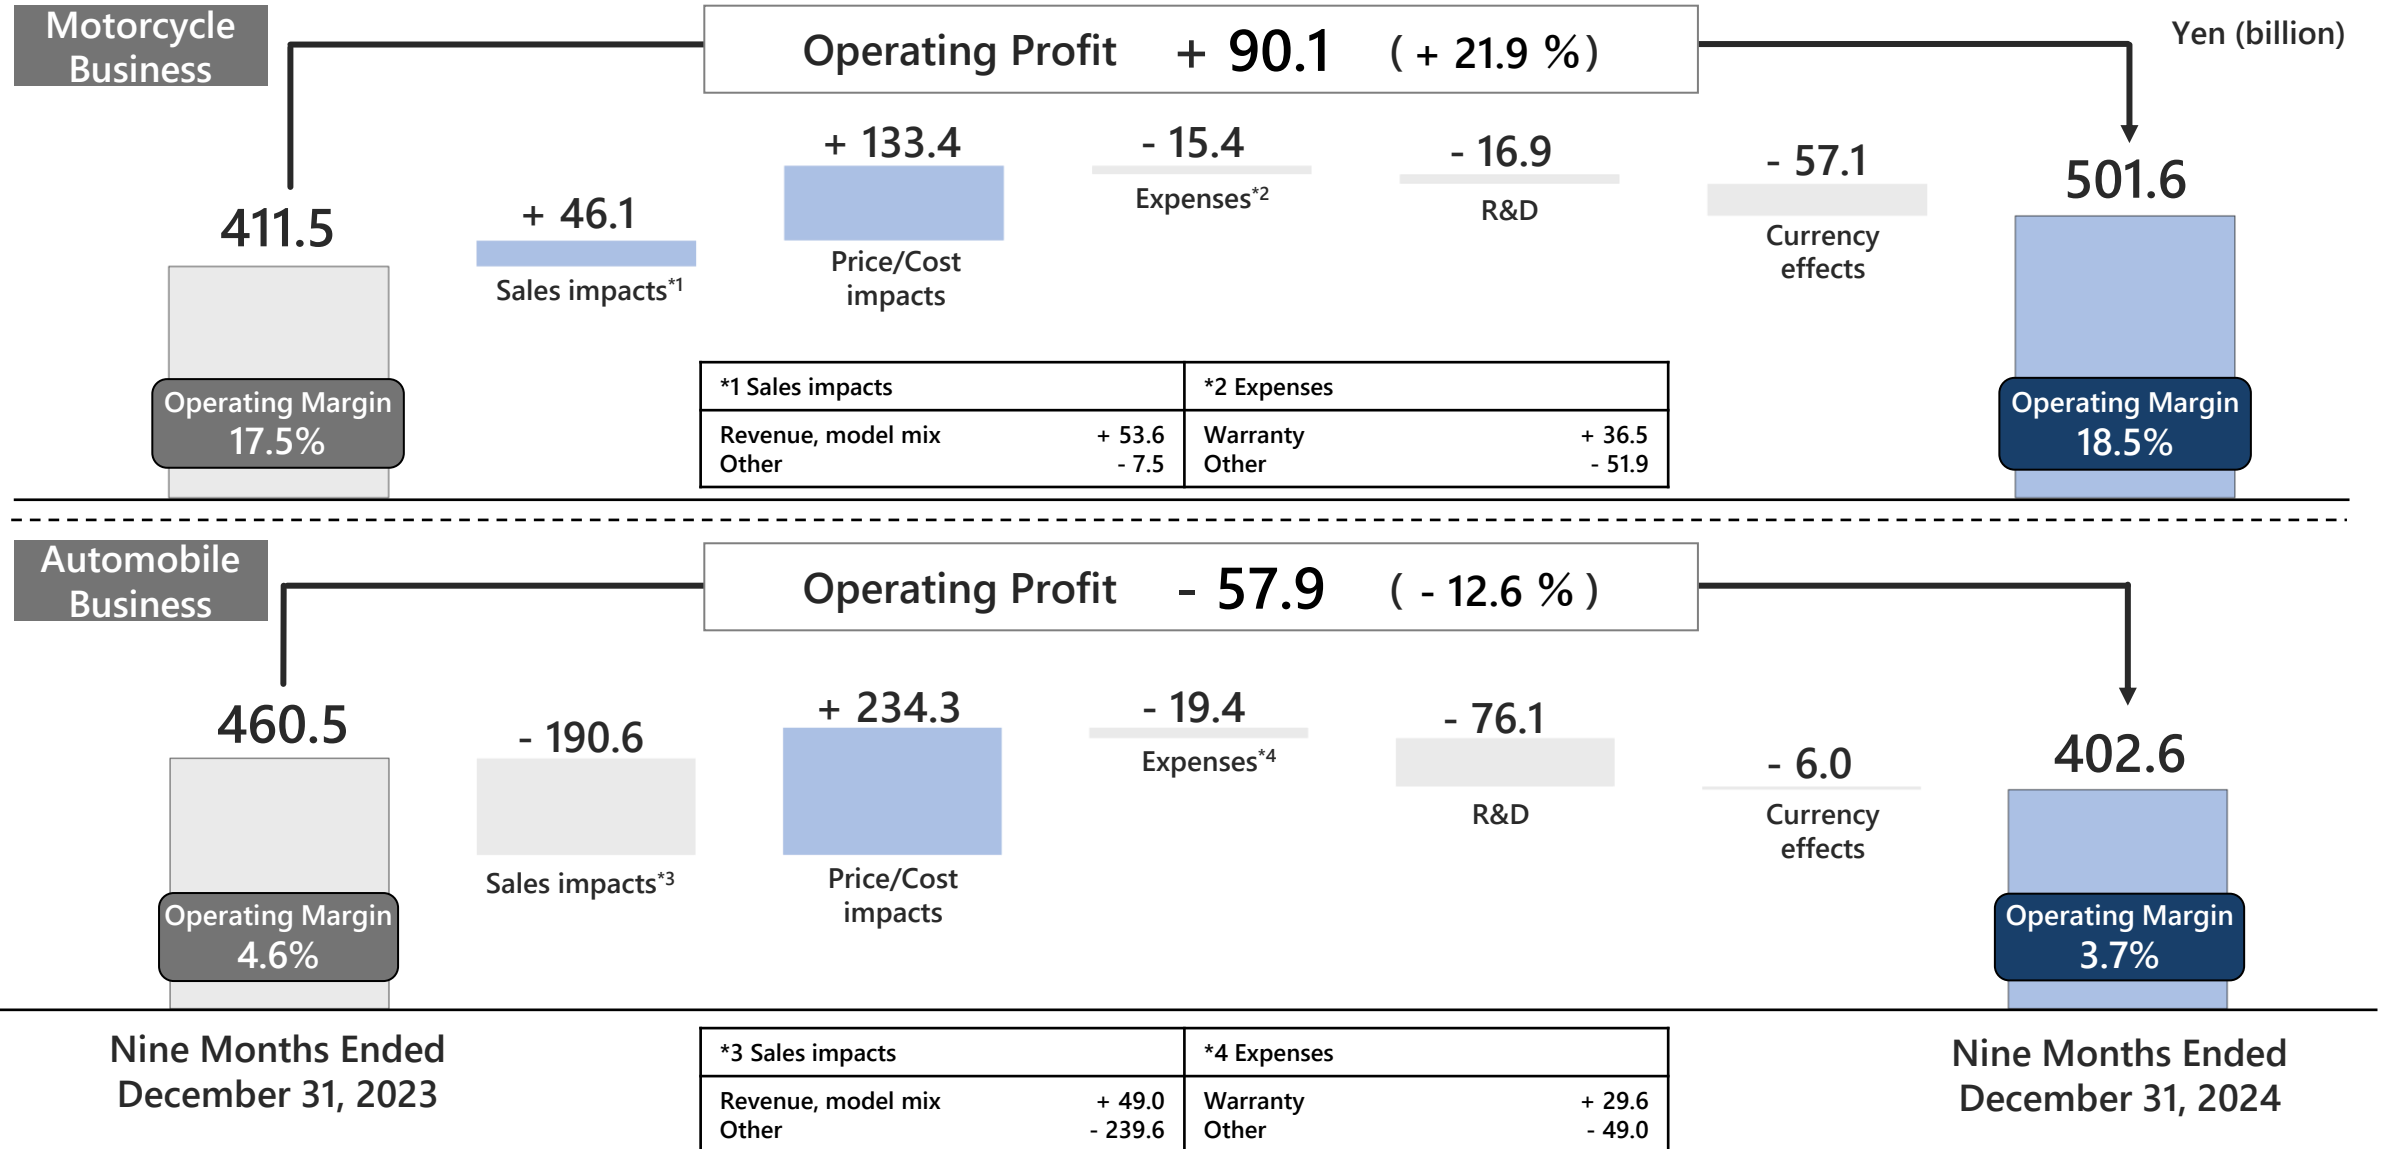 Motorcycle
Business
Operating Profit + 90.1 ( + 21.9 % )
Yen (billion)
411.5
+ 46.1
Sales impacts*1
+ 133.4
Price/Cost
impacts
- 15.4
Expenses*2
- 16.9
R&D
- 57.1
Currency
effects
501.6
Operating Margin
17.5%
*1 Sales impacts
*2 Expenses
Revenue, model mix + 53.6
Other - 7.5
Warranty + 36.5
Other - 51.9
Operating Margin
18.5%
Automobile
Business
Operating Profit - 57.9 ( - 12.6 % )
460.5
- 190.6
Sales impacts*3
+ 234.3
Price/Cost
impacts
- 19.4
Expenses*4
- 76.1
R&D
- 6.0
Currency
effects
402.6
Operating Margin
4.6%
Operating Margin
3.7%
Nine Months Ended
December 31, 2023
*3 Sales impacts
*4 Expenses
Revenue, model mix + 49.0
Other - 239.6
Warranty + 29.6
Other - 49.0
Nine Months Ended
December 31, 2024